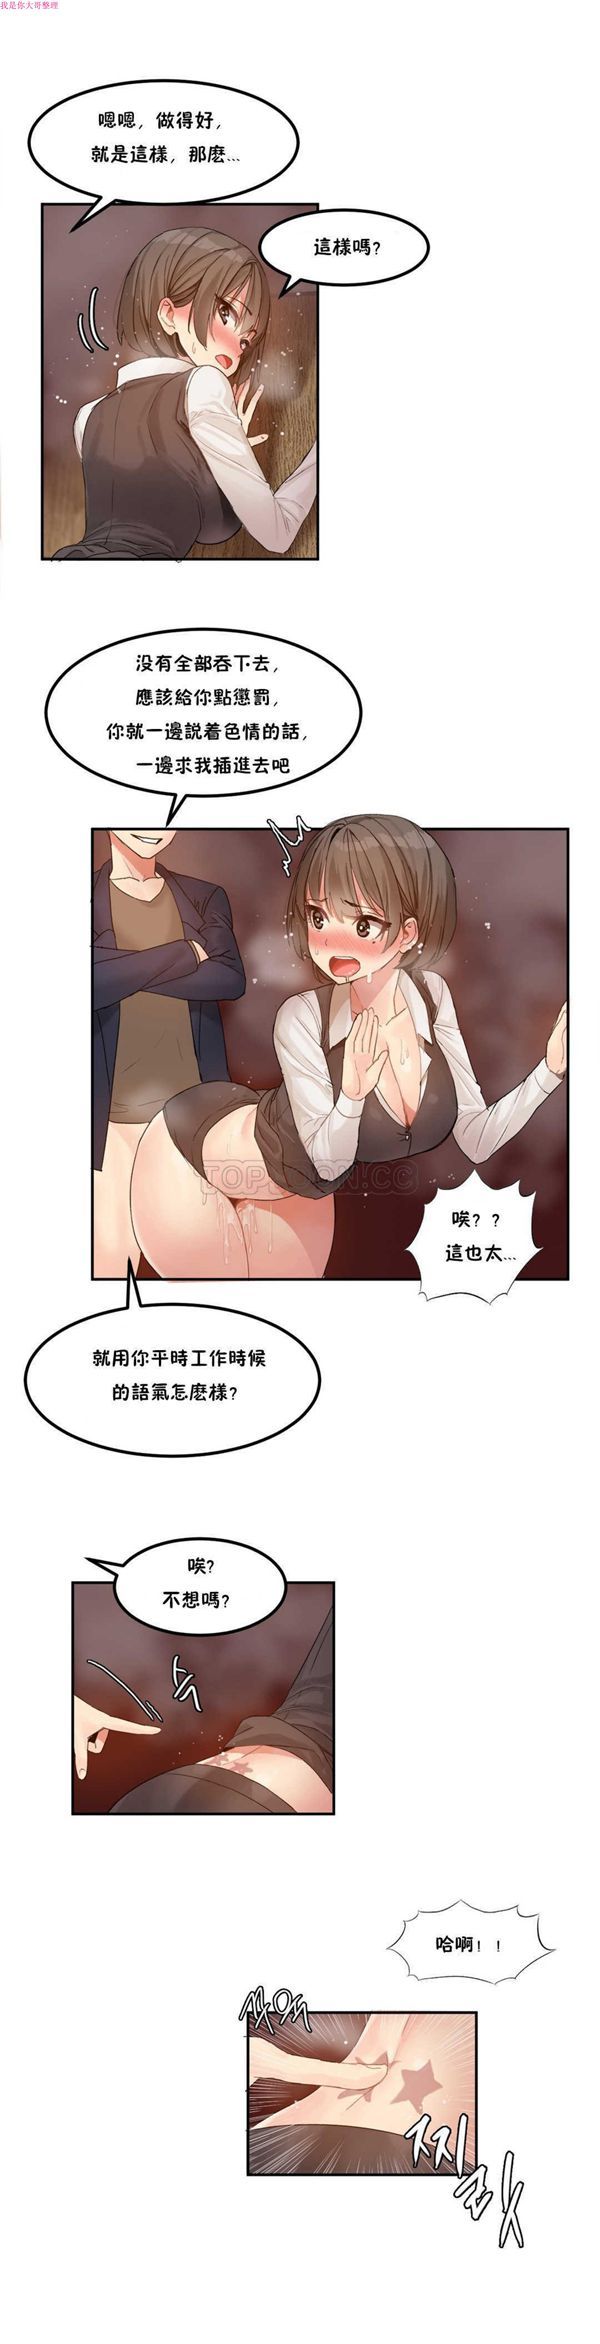 我是你大哥整理
嗯嗯，做得好，
就是這樣，那麽…
這樣嗎？
没有全部吞下去，
應該給你點懲罰，
你就一邊説着色情的話，
一邊求我插進去吧
TOPTOON.CC
唉？？
這也太…
就用你平時工作時候
的語氣怎麽樣？
唉？
不想嗎？
哈啊！！